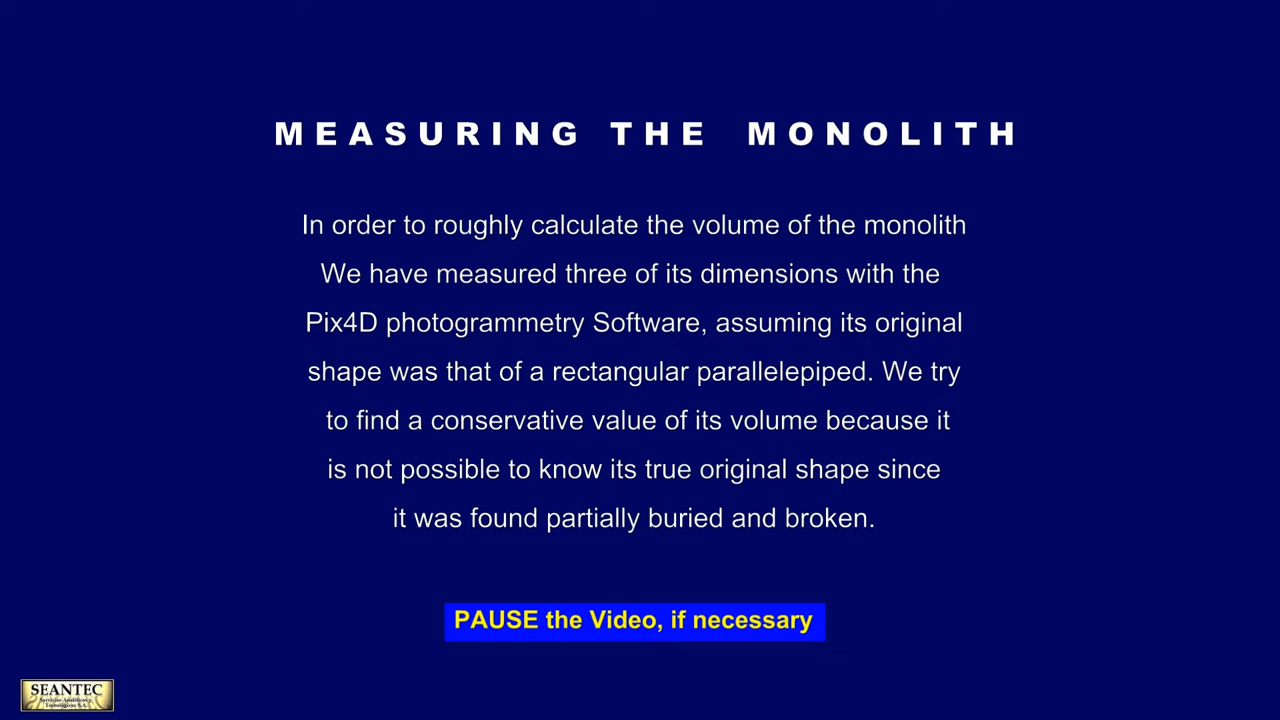 MEASURING THE MONOLITH
In order to roughly calculate the volume of the monolith
We have measured three of its dimensions with the
Pix4D photogrammetry Software, assuming its original
shape was that of a rectangular parallelepiped. We try
to find a conservative value of its volume because it
is not possible to know its true original shape since
it was found partially buried and broken.
PAUSE the Video, if necessary
SEANTEC
Servicios Analíticos y
Tecnológicos S.A.